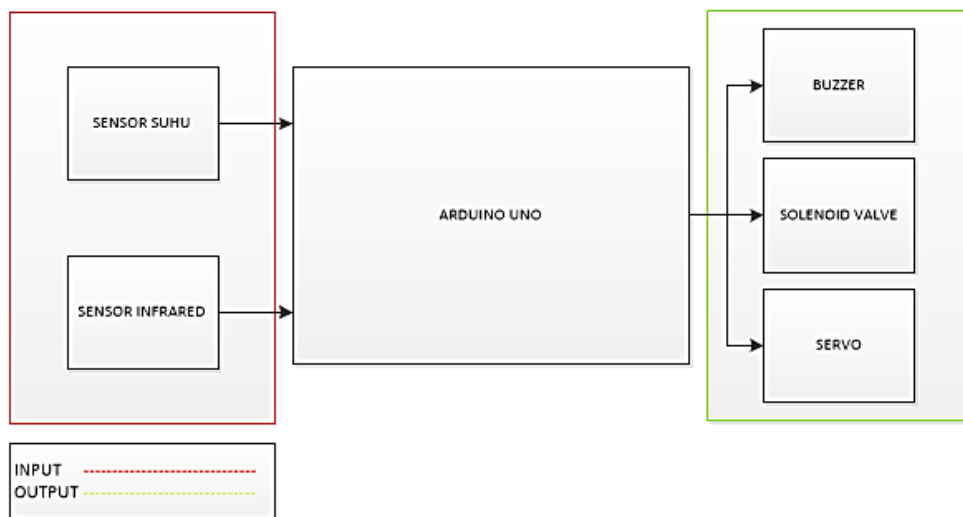 SENSOR SUHU
SENSOR INFRARED
ARDUINO UNO
BUZZER
SOLENOID VALVE
SERVO
INPUT
OUTPUT